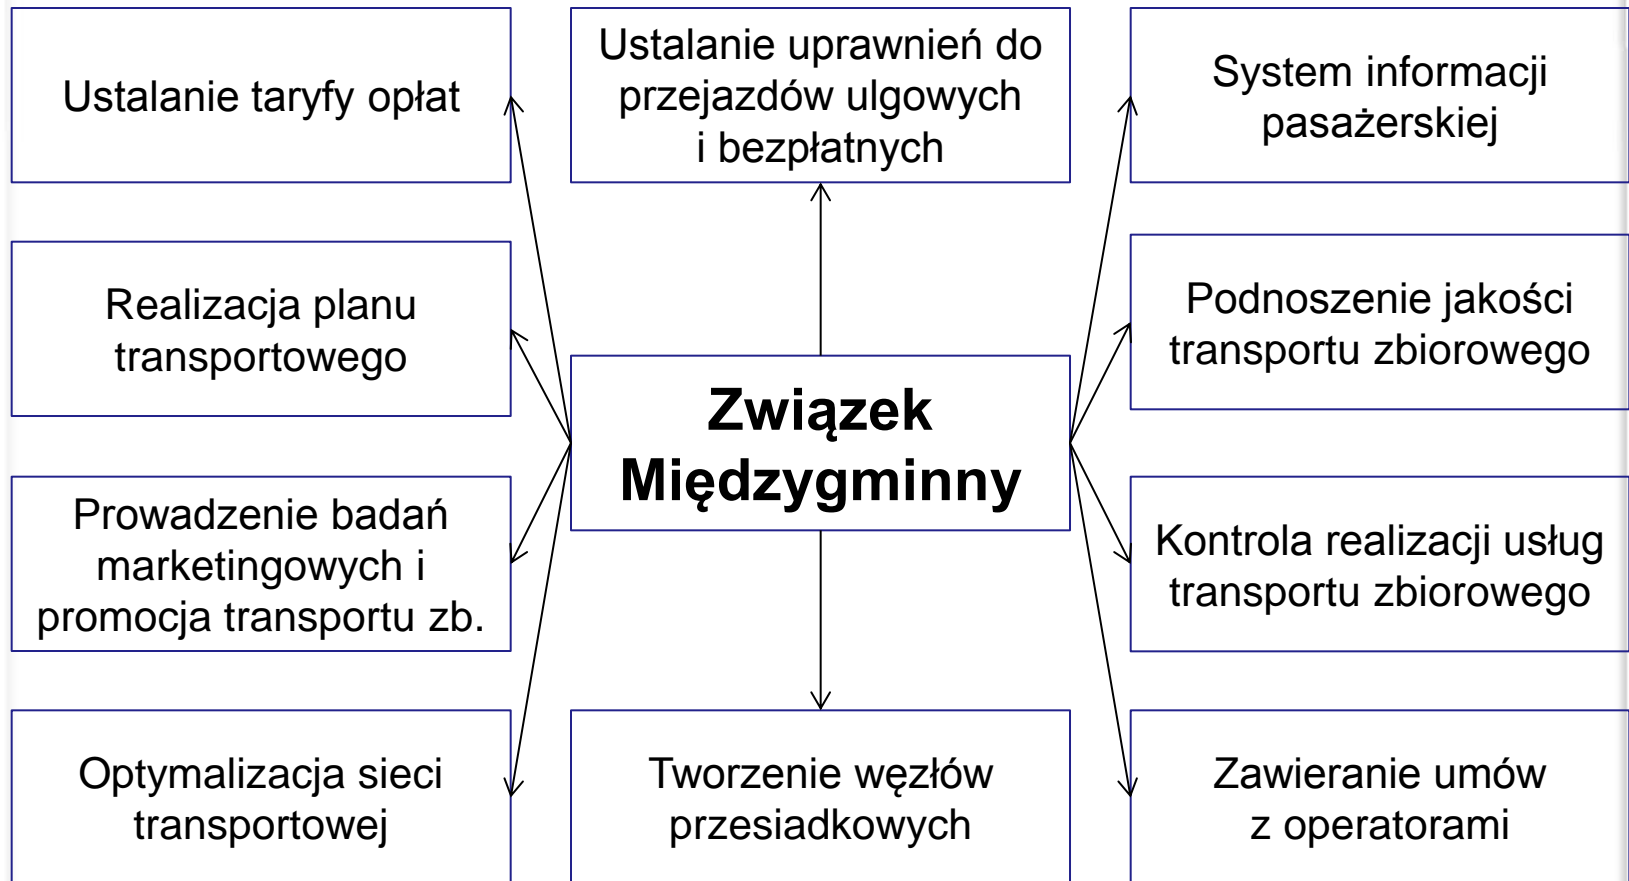 Ustalanie taryfy opłat
Ustalanie uprawnień do
przejazdów ulgowych
i bezpłatnych
System informacji
pasażerskiej
Realizacja planu
transportowego
Podnoszenie jakości
transportu zbiorowego
Związek
Międzygminny
Prowadzenie badań
marketingowych i
promocja transportu zb.
Kontrola realizacji usług
transportu zbiorowego
Optymalizacja sieci
transportowej
Tworzenie węzłów
przesiadkowych
Zawieranie umów
z operatorami